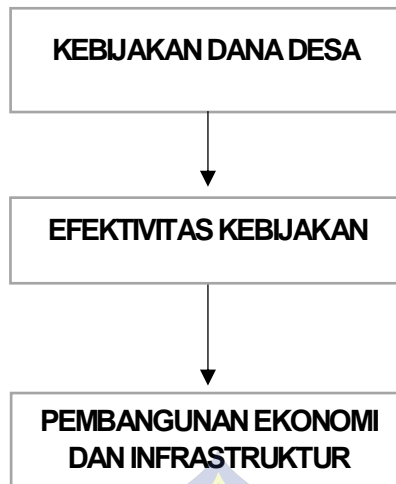 KEBIJAKAN DANA DESA
EFEKTIVITAS KEBIJAKAN
PEMBANGUNAN EKONOMI
DAN INFRASTRUKTUR